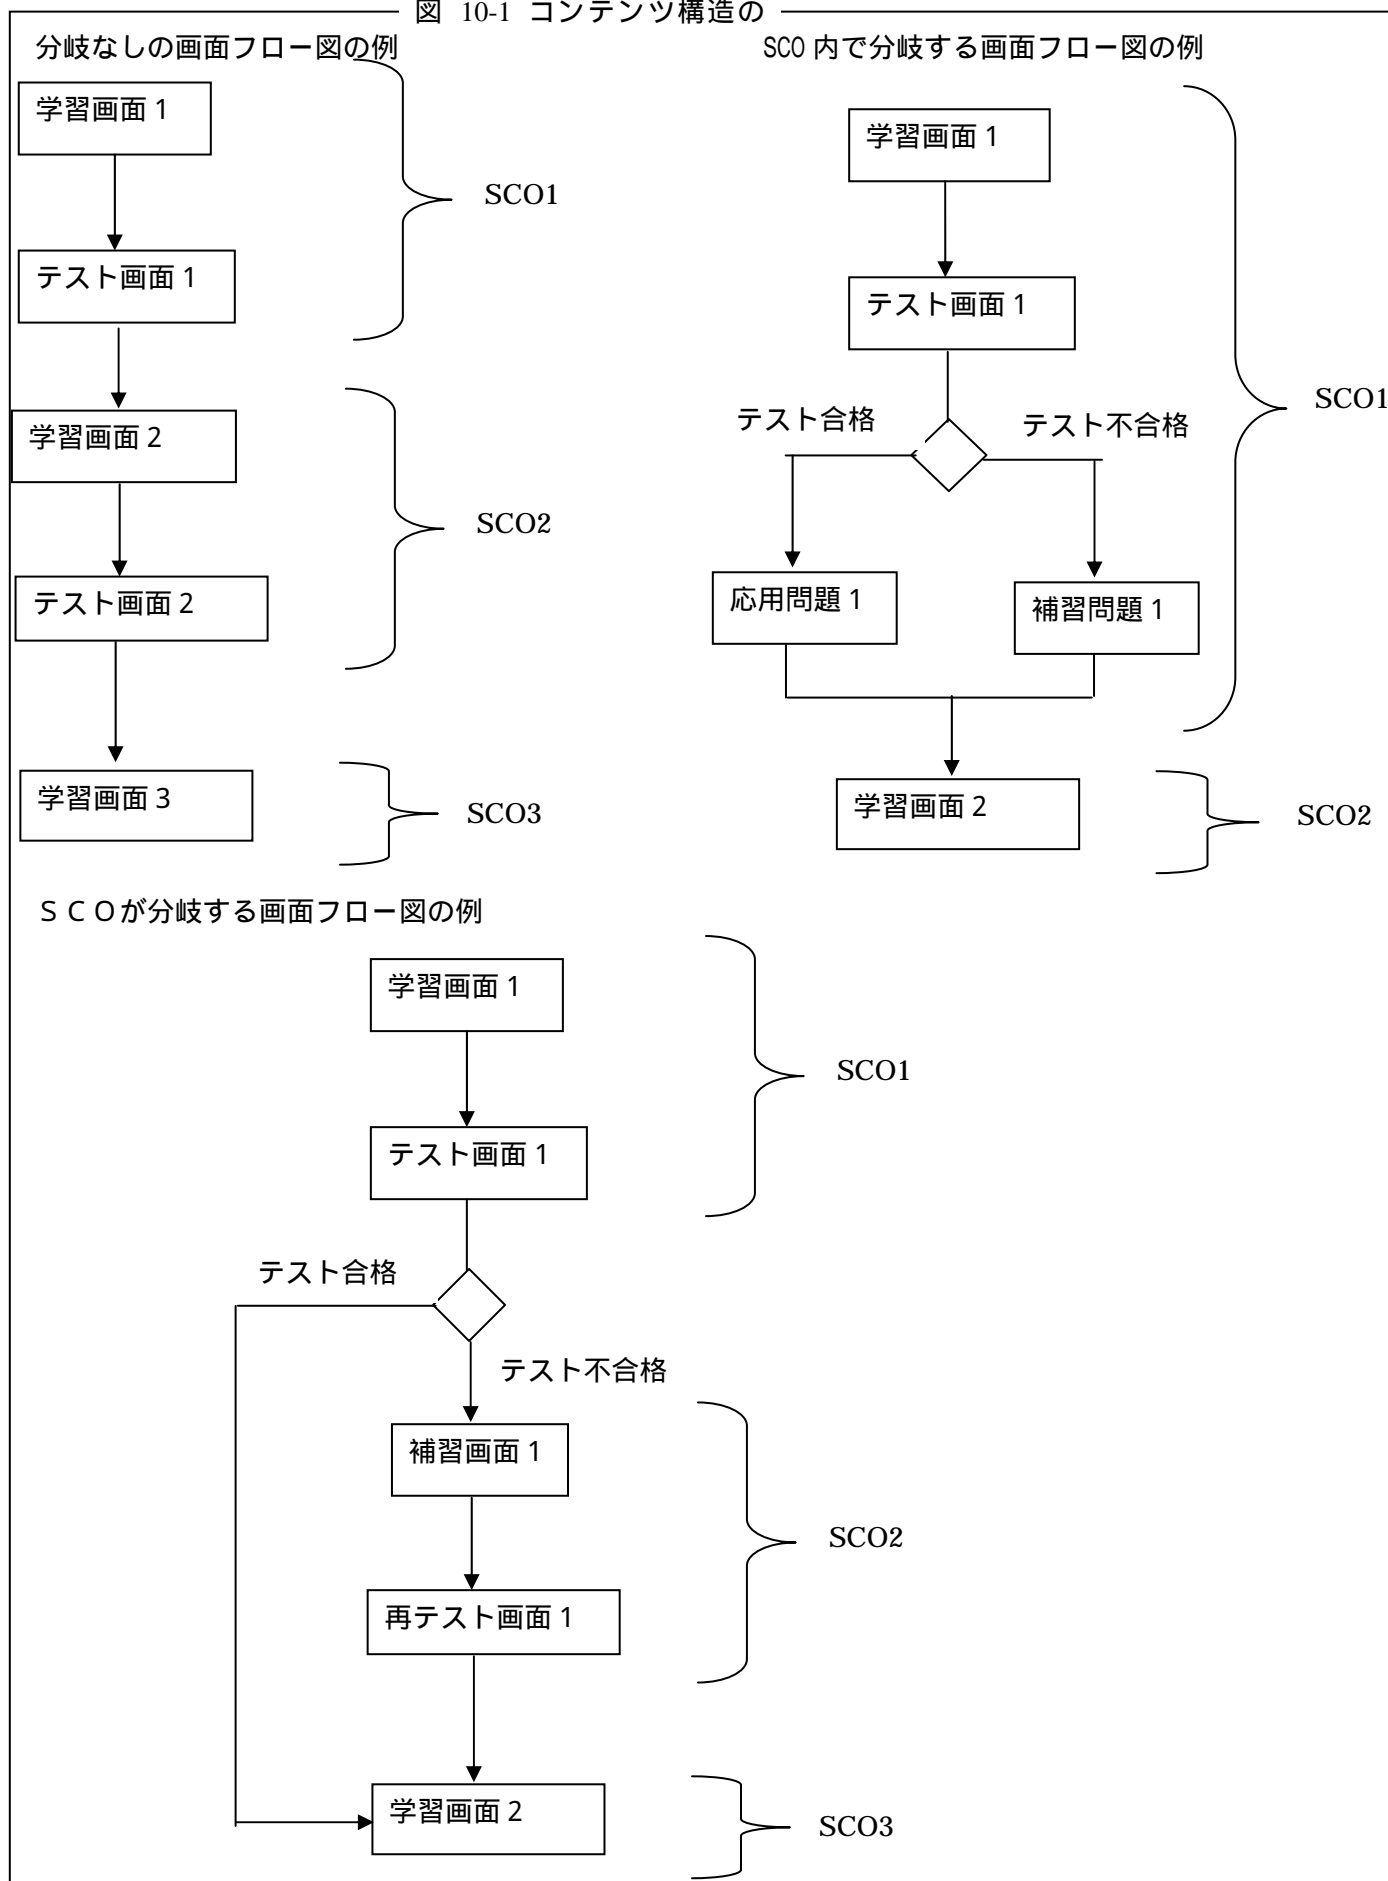 図 10-1 コンテンツ構造の
分岐なしの画面フロー図の例
学習画面 1
SCO1
テスト画面 1
学習画面 2
SCO2
テスト画面 2
学習画面 3
SCO3
SCO 内で分岐する画面フロー図の例
学習画面 1
テスト画面 1
SCO1
テスト合格
テスト不合格
応用問題 1
補習問題 1
学習画面 2
SCO2
ＳＣＯが分岐する画面フロー図の例
学習画面 1
SCO1
テスト画面 1
テスト合格
テスト不合格
補習画面 1
SCO2
再テスト画面 1
学習画面 2
SCO3